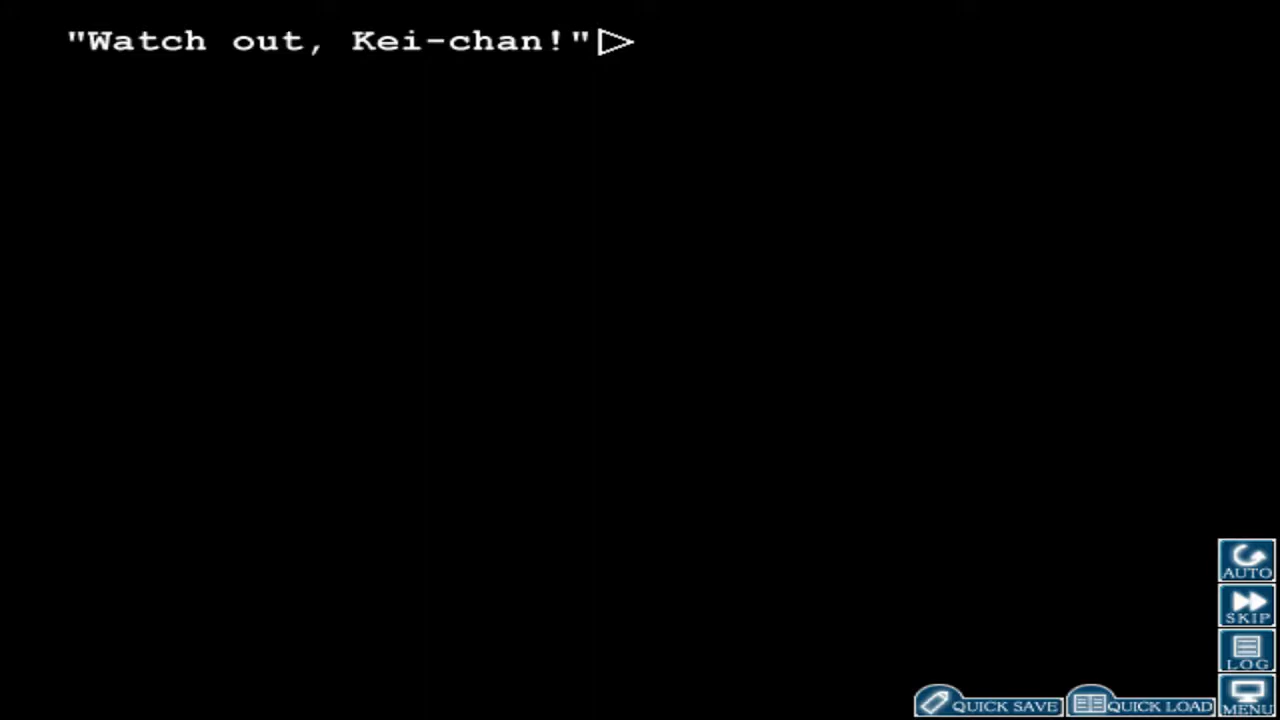 "Watch out, Kei-chan!"
AUTO
SKIP
LOG
QUICK SAVE
QUICK LOAD
MENU